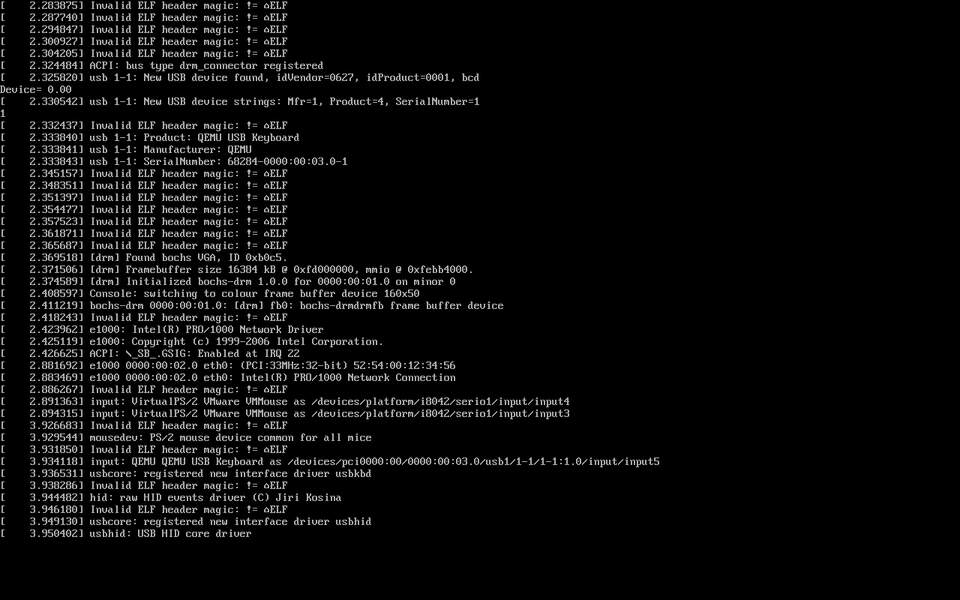 [    2.283875] Invalid ELF header magic: != ⌂ELF
[    2.287740] Invalid ELF header magic: != ⌂ELF
[    2.294847] Invalid ELF header magic: != ⌂ELF
[    2.300927] Invalid ELF header magic: != ⌂ELF
[    2.304205] Invalid ELF header magic: != ⌂ELF
[    2.324484] ACPI: bus type drm_connector registered
[    2.325820] usb 1-1: New USB device found, idVendor=0627, idProduct=0001, bcd
Device= 0.00
[    2.330542] usb 1-1: New USB device strings: Mfr=1, Product=4, SerialNumber=1
1
[    2.332437] Invalid ELF header magic: != ⌂ELF
[    2.333840] usb 1-1: Product: QEMU USB Keyboard
[    2.333841] usb 1-1: Manufacturer: QEMU
[    2.333843] usb 1-1: SerialNumber: 68284-0000:00:03.0-1
[    2.345157] Invalid ELF header magic: != ⌂ELF
[    2.348351] Invalid ELF header magic: != ⌂ELF
[    2.351397] Invalid ELF header magic: != ⌂ELF
[    2.354477] Invalid ELF header magic: != ⌂ELF
[    2.357523] Invalid ELF header magic: != ⌂ELF
[    2.361871] Invalid ELF header magic: != ⌂ELF
[    2.365687] Invalid ELF header magic: != ⌂ELF
[    2.369518] [drm] Found bochs VGA, ID 0xb0c5.
[    2.371506] [drm] Framebuffer size 16384 kB @ 0xfd000000, mmio @ 0xfebb4000.
[    2.374589] [drm] Initialized bochs-drm 1.0.0 for 0000:00:01.0 on minor 0
[    2.408597] Console: switching to colour frame buffer device 160x50
[    2.411219] bochs-drm 0000:00:01.0: [drm] fb0: bochs-drmdrmfb frame buffer device
[    2.418243] Invalid ELF header magic: != ⌂ELF
[    2.423962] e1000: Intel(R) PRO/1000 Network Driver
[    2.425119] e1000: Copyright (c) 1999-2006 Intel Corporation.
[    2.426625] ACPI: \_SB_.GSIG: Enabled at IRQ 22
[    2.881692] e1000 0000:00:02.0 eth0: (PCI:33MHz:32-bit) 52:54:00:12:34:56
[    2.883469] e1000 0000:00:02.0 eth0: Intel(R) PRO/1000 Network Connection
[    2.886267] Invalid ELF header magic: != ⌂ELF
[    2.891363] input: VirtualPS/2 VMware VMMouse as /devices/platform/i8042/serio1/input/input4
[    2.894315] input: VirtualPS/2 VMware VMMouse as /devices/platform/i8042/serio1/input/input3
[    3.926683] Invalid ELF header magic: != ⌂ELF
[    3.929544] mousedev: PS/2 mouse device common for all mice
[    3.931850] Invalid ELF header magic: != ⌂ELF
[    3.934118] input: QEMU QEMU USB Keyboard as /devices/pci0000:00/0000:00:03.0/usb1/1-1/1-1:1.0/input/input5
[    3.936531] usbcore: registered new interface driver usbkbd
[    3.938286] Invalid ELF header magic: != ⌂ELF
[    3.944482] hid: raw HID events driver (C) Jiri Kosina
[    3.946180] Invalid ELF header magic: != ⌂ELF
[    3.949130] usbcore: registered new interface driver usbhid
[    3.950402] usbhid: USB HID core driver